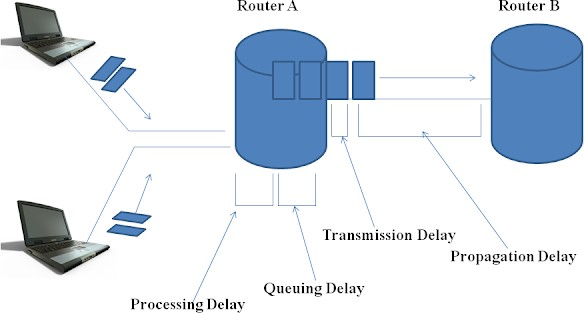 Router A
Router B
Transmission Delay
Propagation Delay
Queuing Delay
Processing Delay